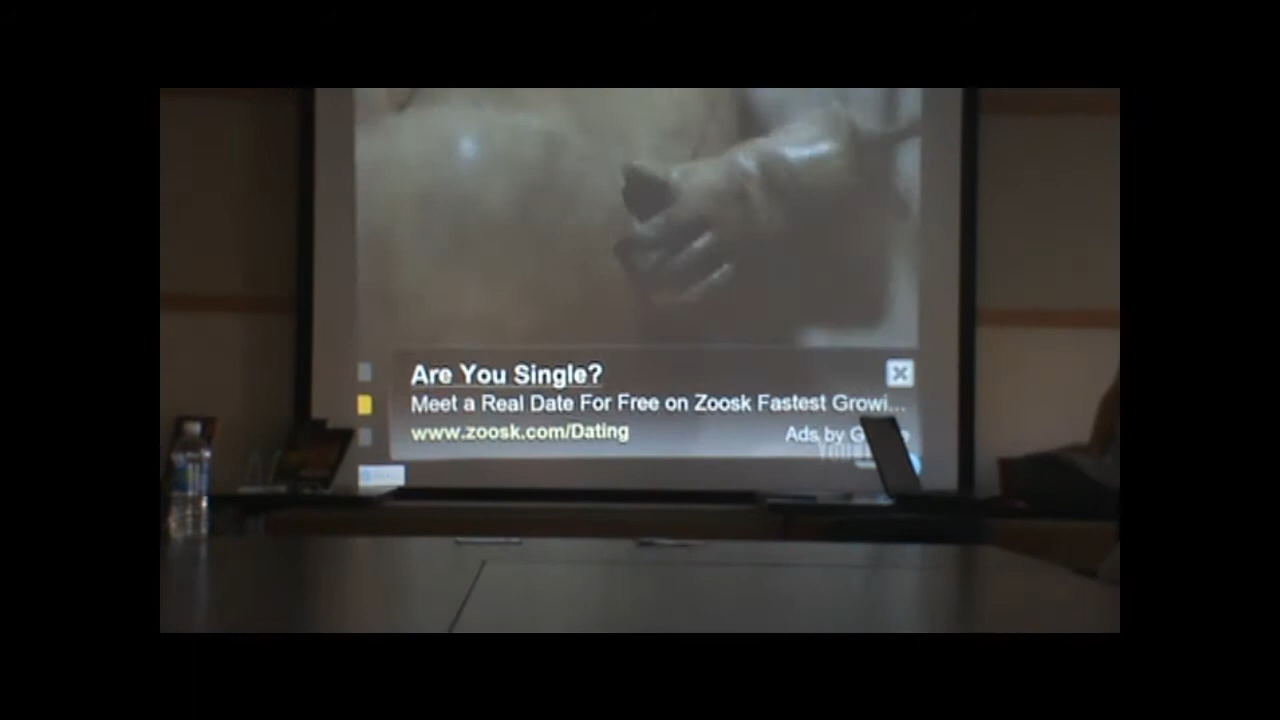 Are You Single?
Meet a Real Date For Free on Zoosk Fastest Growi...
www.zoosk.com/Dating
Ads by